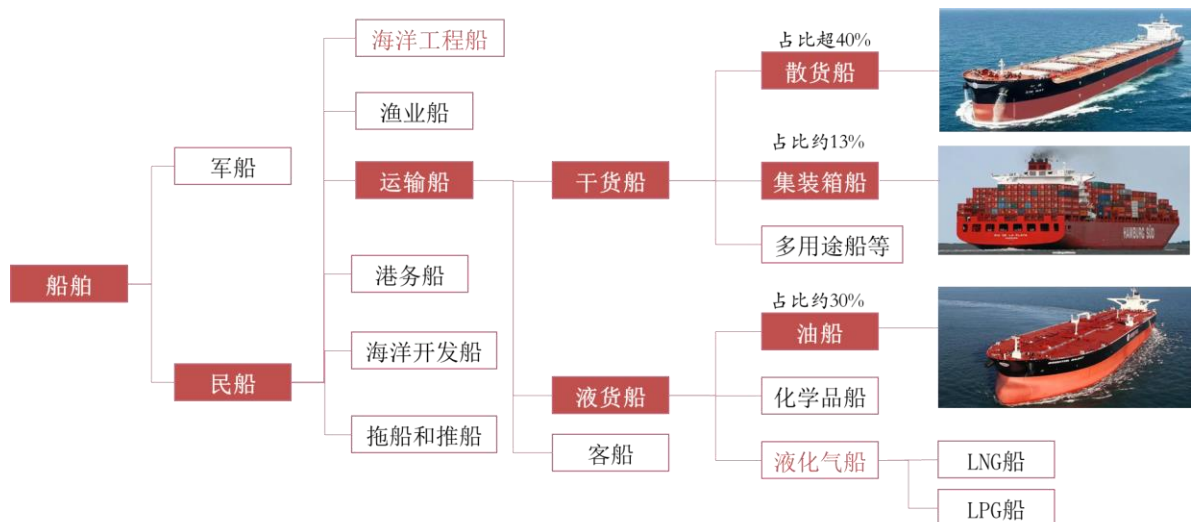 海洋工程船
占比超40%
散货船
渔业船
占比约13%
军船
运输船
干货船
集装箱船
HAMBURG SÜD
多用途船等
港务船
船舶
占比约30%
油船
海洋开发船
民船
液货船
化学品船
拖船和推船
客船
液化气船
LNG船
LPG船